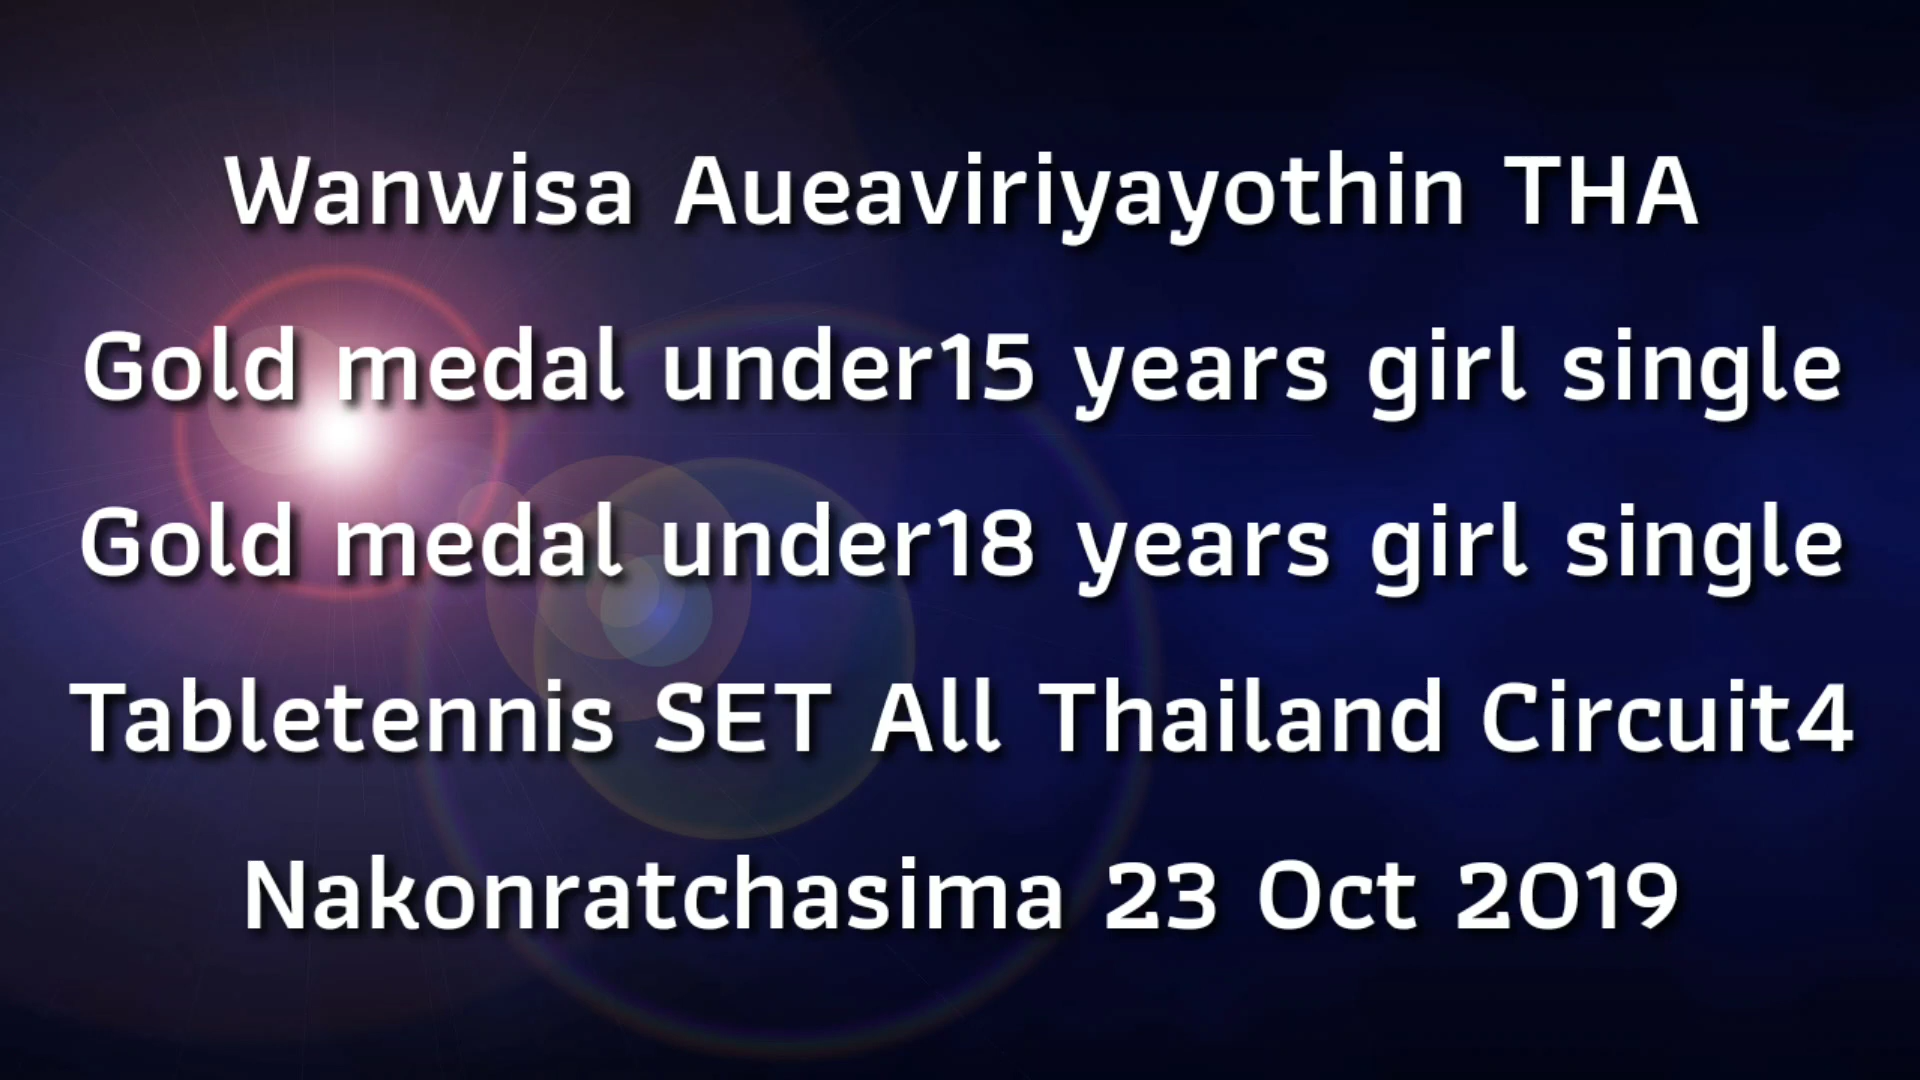 Wanwisa Aueaviriyayothin THA
Gold medal under15 years girl single
Gold medal under18 years girl single
Tabletennis SET All Thailand Circuit4
Nakonratchasima 23 Oct 2019